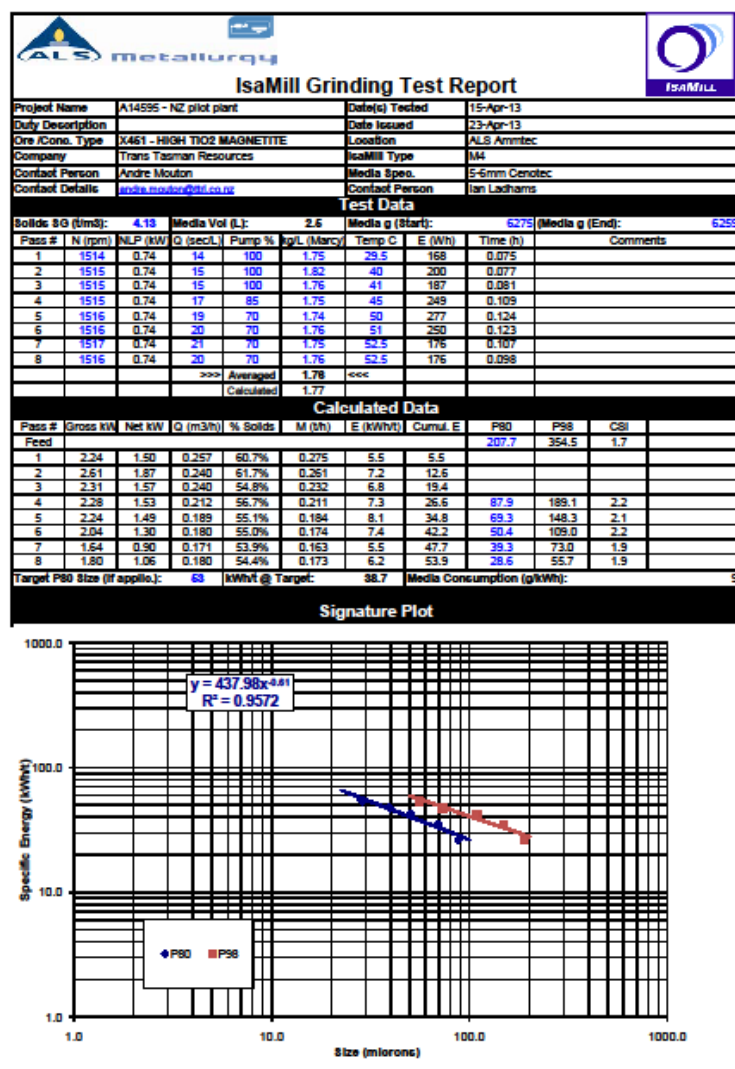 ALS Metallurgy
ISAMILL
IsaMill Grinding Test Report
Project Name A14595 - NZ pilot plant Date(s) Tested 15-Apr-13
Duty Description Date Issued 23-Apr-13
Ore /Conc. Type X461 - HIGH TIO2 MAGNETITE Location ALS Ammtec
Company Trans Tasman Resources IsaMill Type M4
Contact Person Andre Mouton Media Spec. 5-6mm Cenotec
Contact Details andre.mouton@ttrl.co.nz Contact Person Ian Ladhams
Test Data
Solids SG (t/m3): 4.13 Media Vol (L): 2.5 Media g (Start): 6275 (Media g (End): 6259
Pass # N (rpm) NLP (kW) Q (sec/L) Pump % kg/L (Marcy) Temp C E (Wh) Time (h) Comments
1 1514 0.74 14 100 1.75 29.5 168 0.075
2 1515 0.74 15 100 1.82 40 200 0.077
3 1515 0.74 15 100 1.76 41 187 0.081
4 1515 0.74 17 85 1.75 45 249 0.109
5 1516 0.74 19 70 1.74 50 277 0.124
6 1516 0.74 20 70 1.76 51 250 0.123
7 1517 0.74 21 70 1.75 52.5 176 0.107
8 1516 0.74 20 70 1.76 52.5 176 0.098
>>> Averaged 1.76 <<<
Calculated 1.77
Calculated Data
Pass # Gross kW Net kW Q (m3/h) % Solids M (t/h) E (kWh/t) Cumul. E P80 P98 CSI
Feed 207.7 354.5 1.7
1 2.24 1.50 0.257 60.7% 0.275 5.5 5.5
2 2.61 1.87 0.240 61.7% 0.261 7.2 12.6
3 2.31 1.57 0.240 54.8% 0.232 6.8 19.4
4 2.28 1.53 0.212 56.7% 0.211 7.3 26.6 87.9 189.1 2.2
5 2.24 1.49 0.189 55.1% 0.184 8.1 34.8 69.3 148.3 2.1
6 2.04 1.30 0.180 55.0% 0.174 7.4 42.2 50.4 109.0 2.2
7 1.64 0.90 0.171 53.9% 0.163 5.5 47.7 39.3 73.0 1.9
8 1.80 1.06 0.180 54.4% 0.173 6.2 53.9 28.6 55.7 1.9
Target P80 Size (if applic.): 53 kWh/t @ Target: 38.7 Media Consumption (g/kWh): 9
Signature Plot
1000.0
y = 437.98x-0.61
R² = 0.9572
100.0
Specific Energy (kWh/t)
10.0
P80 P98
1.0
1.0 10.0 100.0 1000.0
Size (microns)